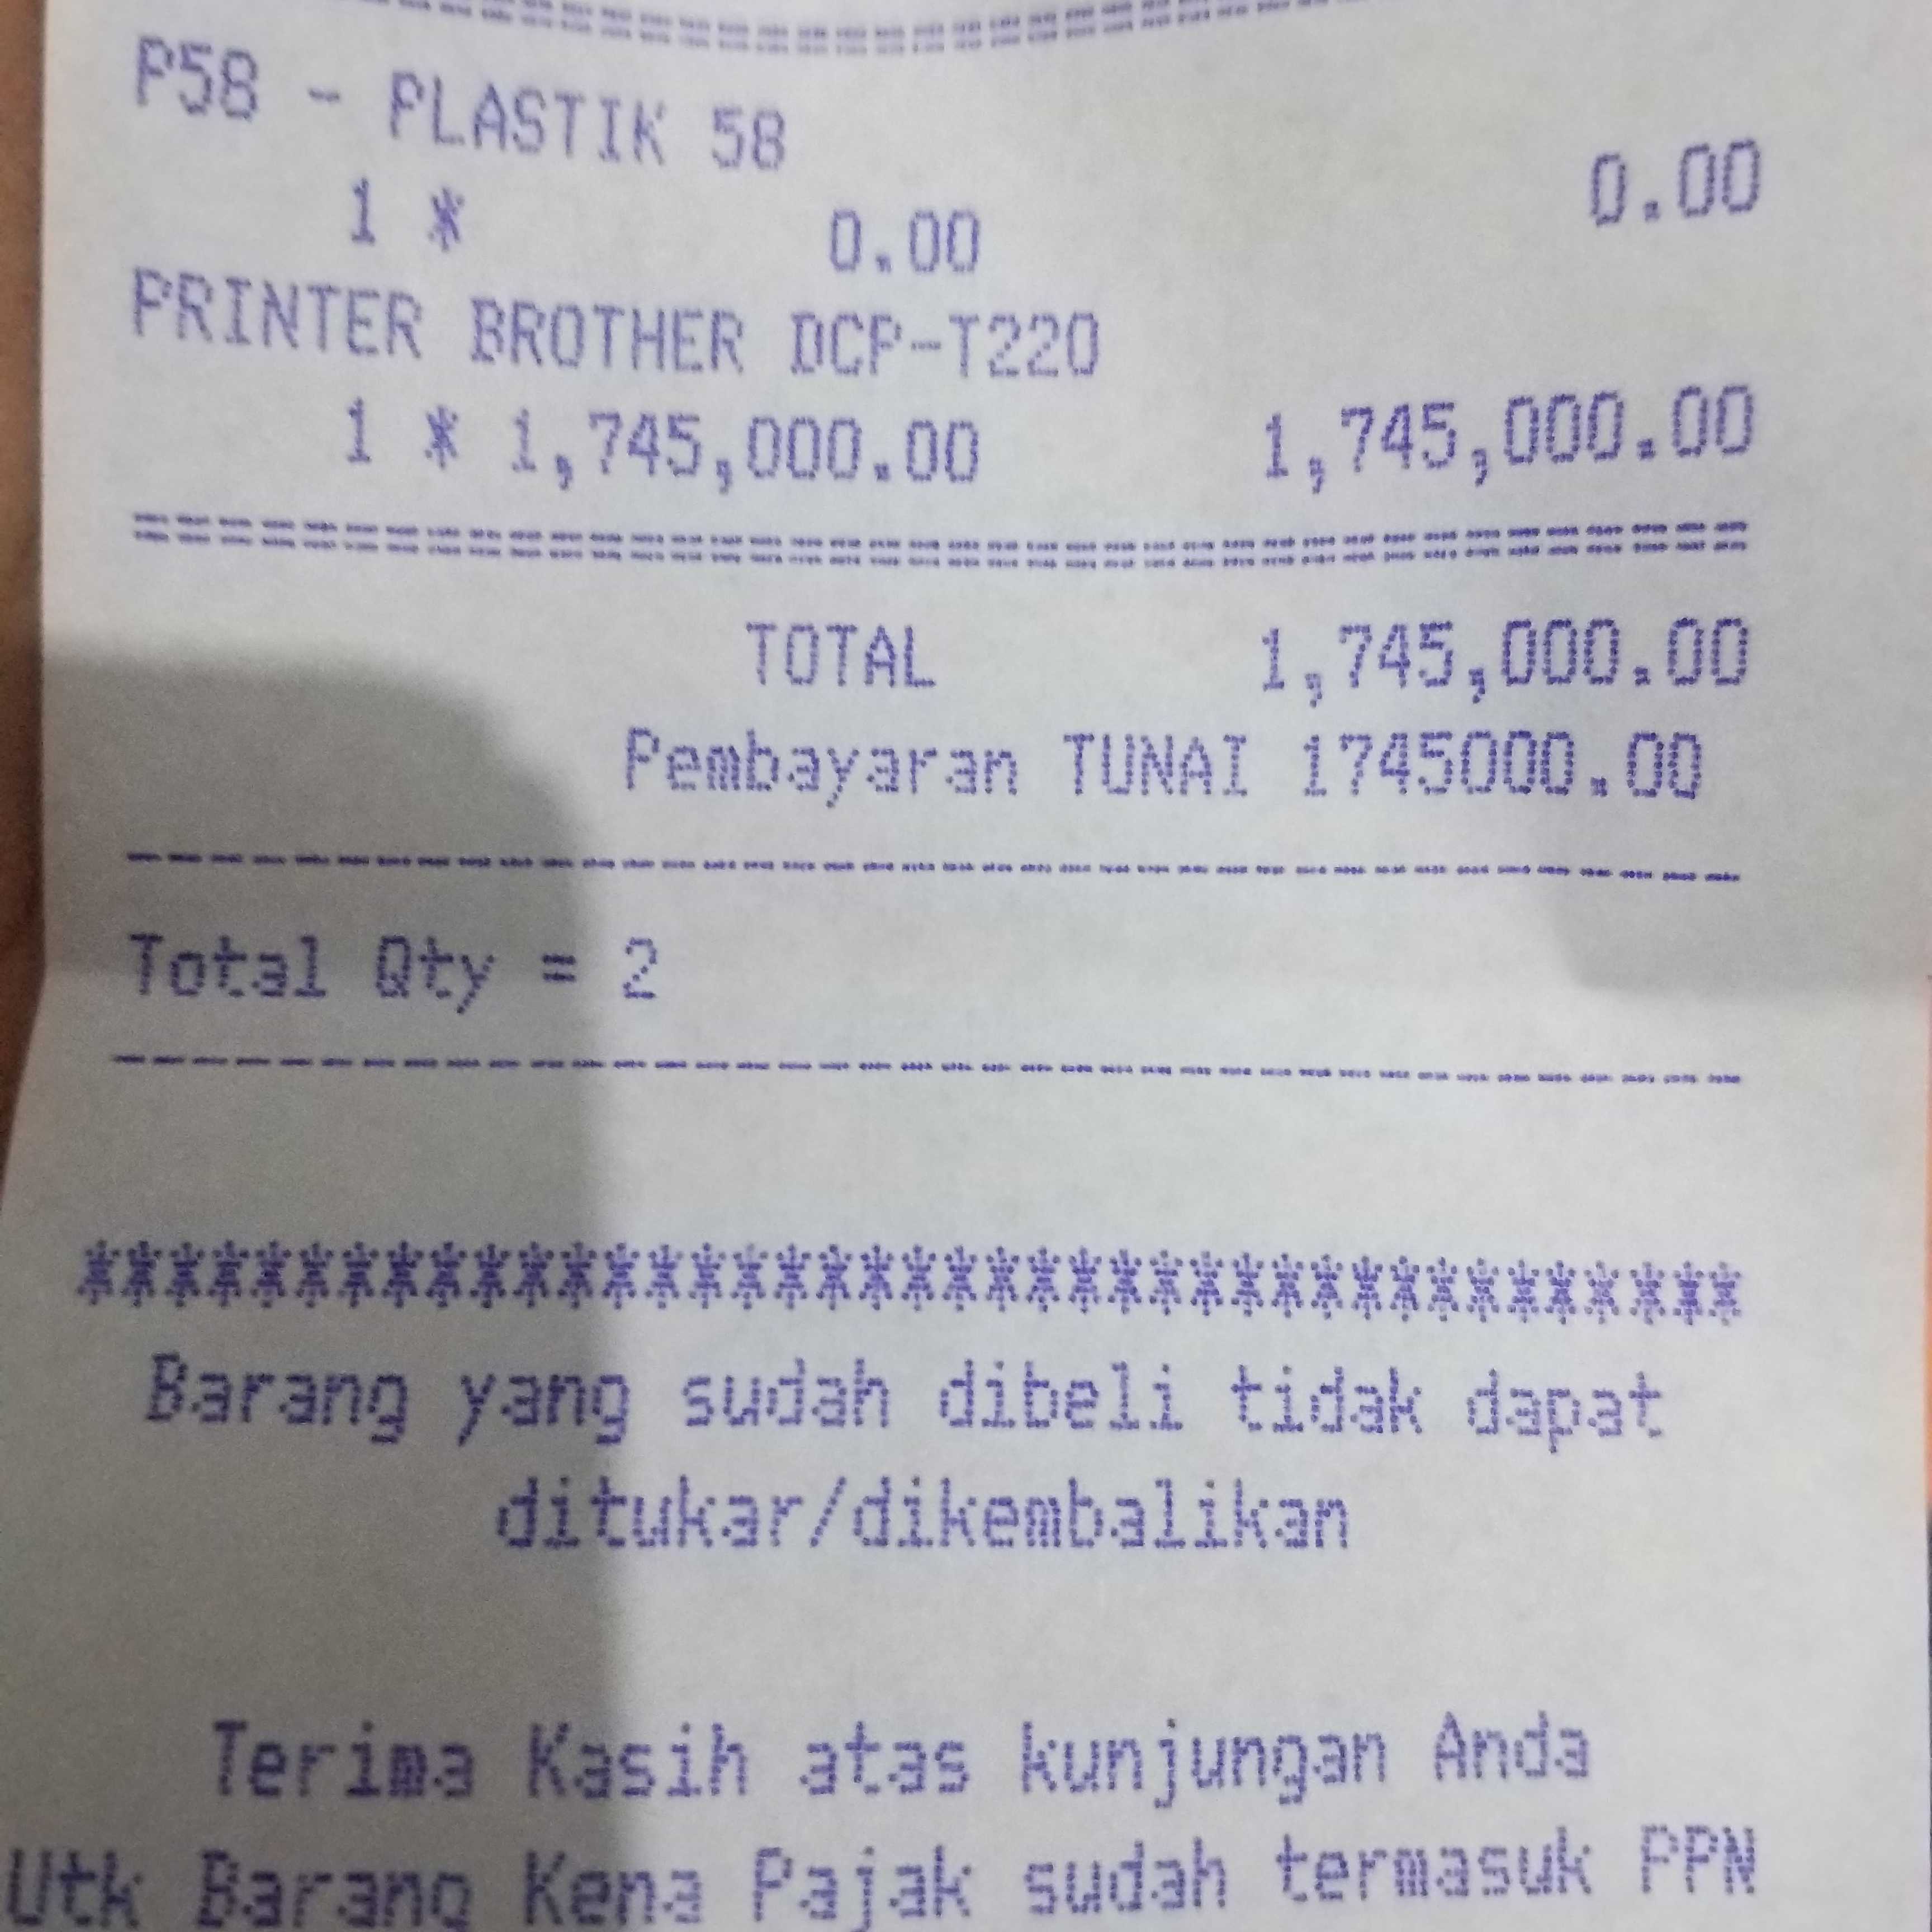 P58 - PLASTIK 58
1 * 0.00 0.00
PRINTER BROTHER DCP-T220
1 * 1,745,000.00 1,745,000.00
TOTAL 1,745,000.00
Pembayaran TUNAI 1745000.00
Total Qty = 2
****************************************
Barang yang sudah dibeli tidak dapat
ditukar/dikembalikan
Terima Kasih atas kunjungan Anda
Utk Barang Kena Pajak sudah termasuk PPN